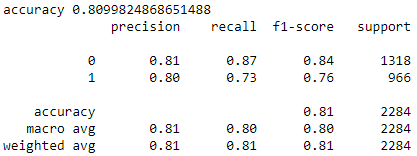 accuracy 0.8099824868651488
precision recall f1-score support
0 0.81 0.87 0.84 1318
1 0.80 0.73 0.76 966
accuracy 0.81 2284
macro avg 0.81 0.80 0.80 2284
weighted avg 0.81 0.81 0.81 2284